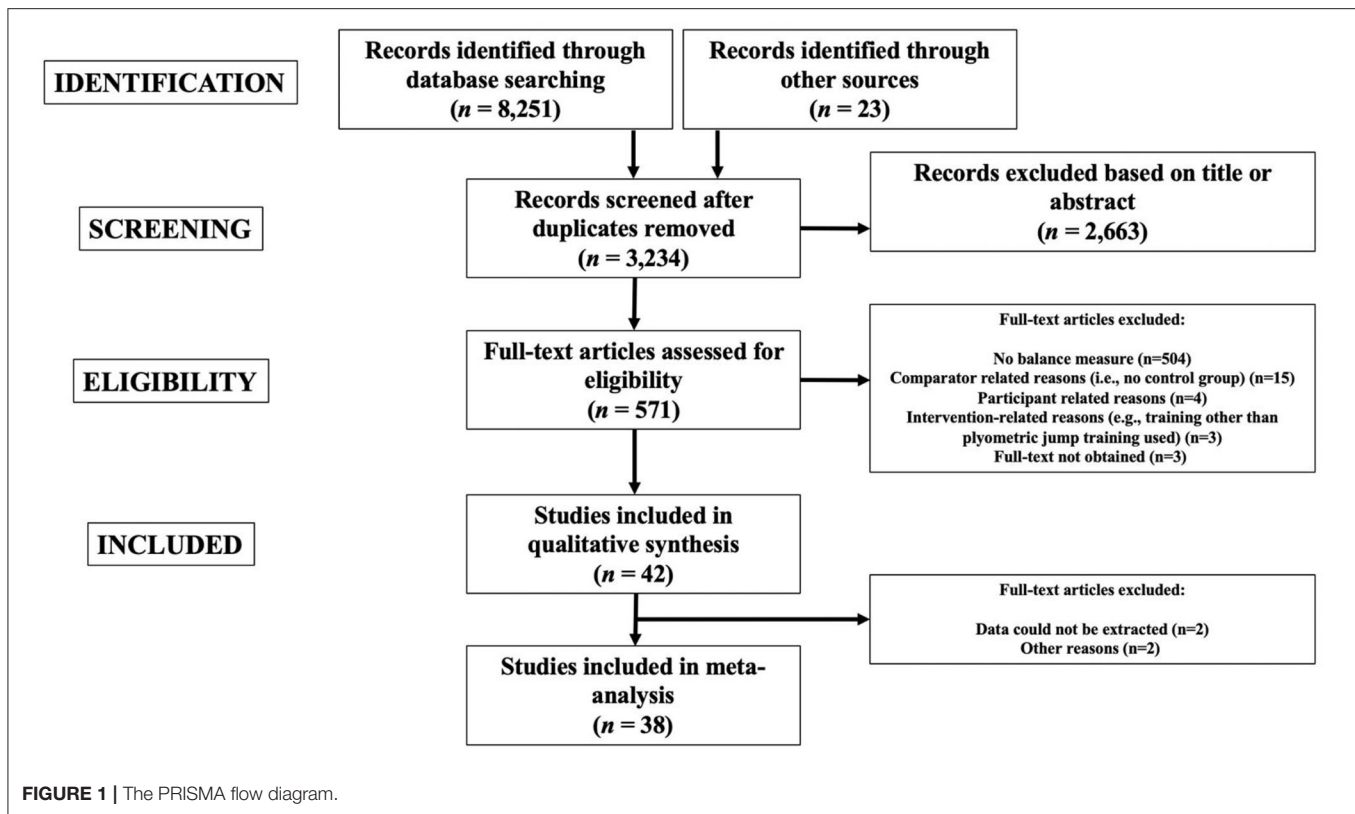 IDENTIFICATION
Records identified through
database searching
(n = 8,251)
Records identified through
other sources
(n = 23)
SCREENING
Records screened after
duplicates removed
(n = 3,234)
Records excluded based on title or
abstract
(n = 2,663)
ELIGIBILITY
Full-text articles assessed for
eligibility
(n = 571)
Full-text articles excluded:
No balance measure (n=504)
Comparator related reasons (i.e., no control group) (n=15)
Participant related reasons (n=4)
Intervention-related reasons (e.g., training other than
plyometric jump training used) (n=3)
Full-text not obtained (n=3)
INCLUDED
Studies included in
qualitative synthesis
(n = 42)
Full-text articles excluded:
Data could not be extracted (n=2)
Other reasons (n=2)
Studies included in meta-
analysis
(n = 38)
FIGURE 1 | The PRISMA flow diagram.